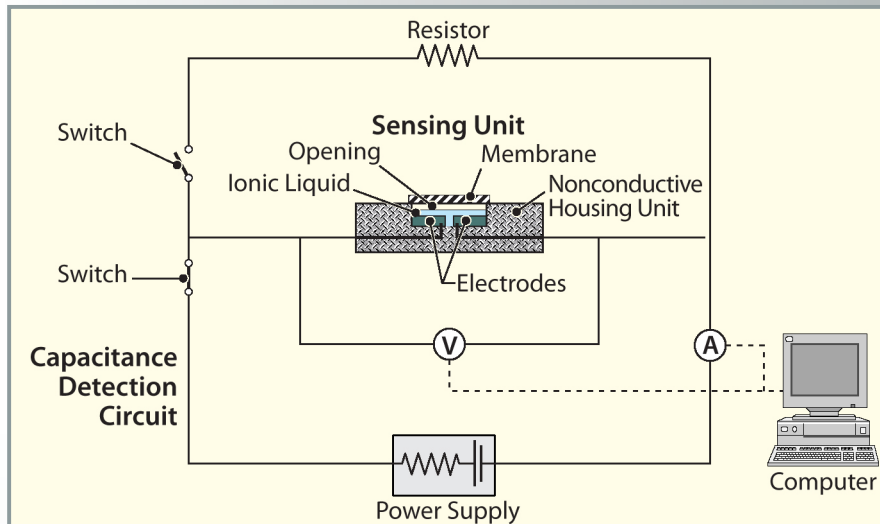 Resistor
Switch
Sensing Unit
Opening
Membrane
Ionic Liquid
Nonconductive
Housing Unit
Switch
Electrodes
V
A
Capacitance
Detection
Circuit
Power Supply
Computer